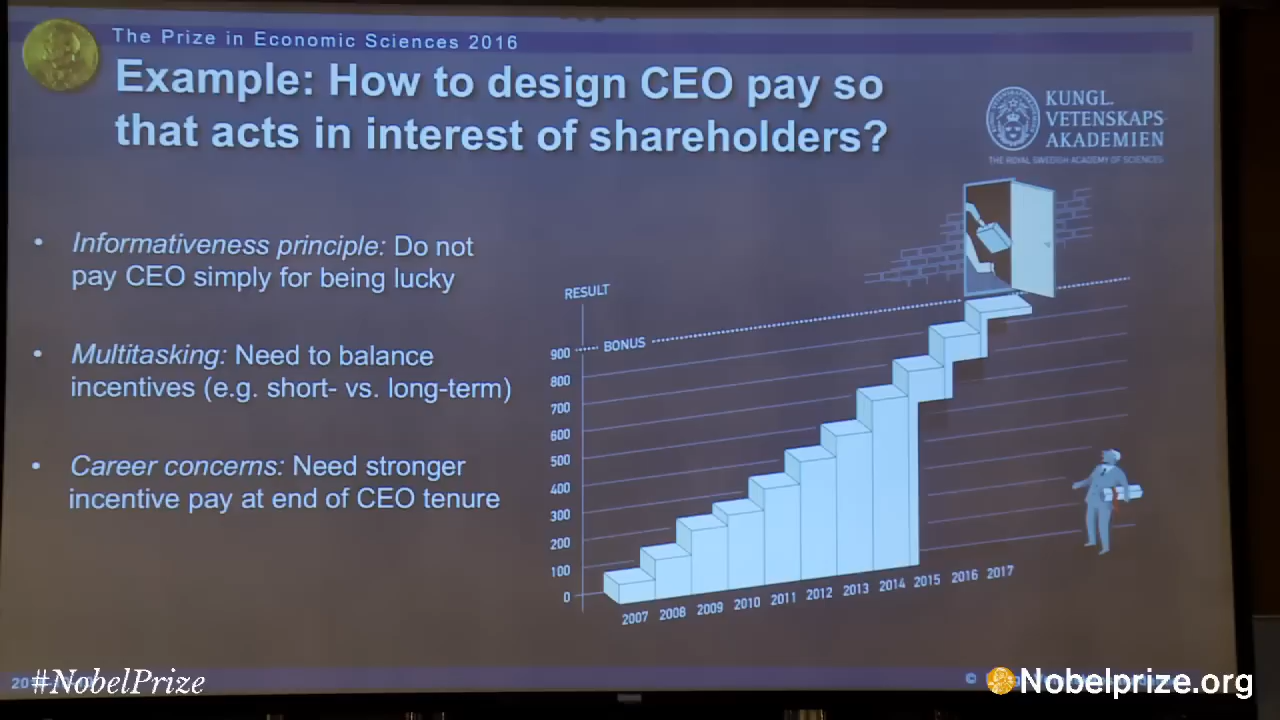 The Prize in Economic Sciences 2016
Example: How to design CEO pay so
that acts in interest of shareholders?
KUNGL.
VETENSKAPS
AKADEMIEN
THE ROYAL SWEDISH ACADEMY OF SCIENCES
• Informativeness principle: Do not
pay CEO simply for being lucky
• Multitasking: Need to balance
incentives (e.g. short- vs. long-term)
• Career concerns: Need stronger
incentive pay at end of CEO tenure
RESULT
BONUS
900
800
700
600
500
400
300
200
100
0
2007 2008 2009 2010 2011 2012 2013 2014 2015 2016 2017
#NobelPrize
©
Nobelprize.org